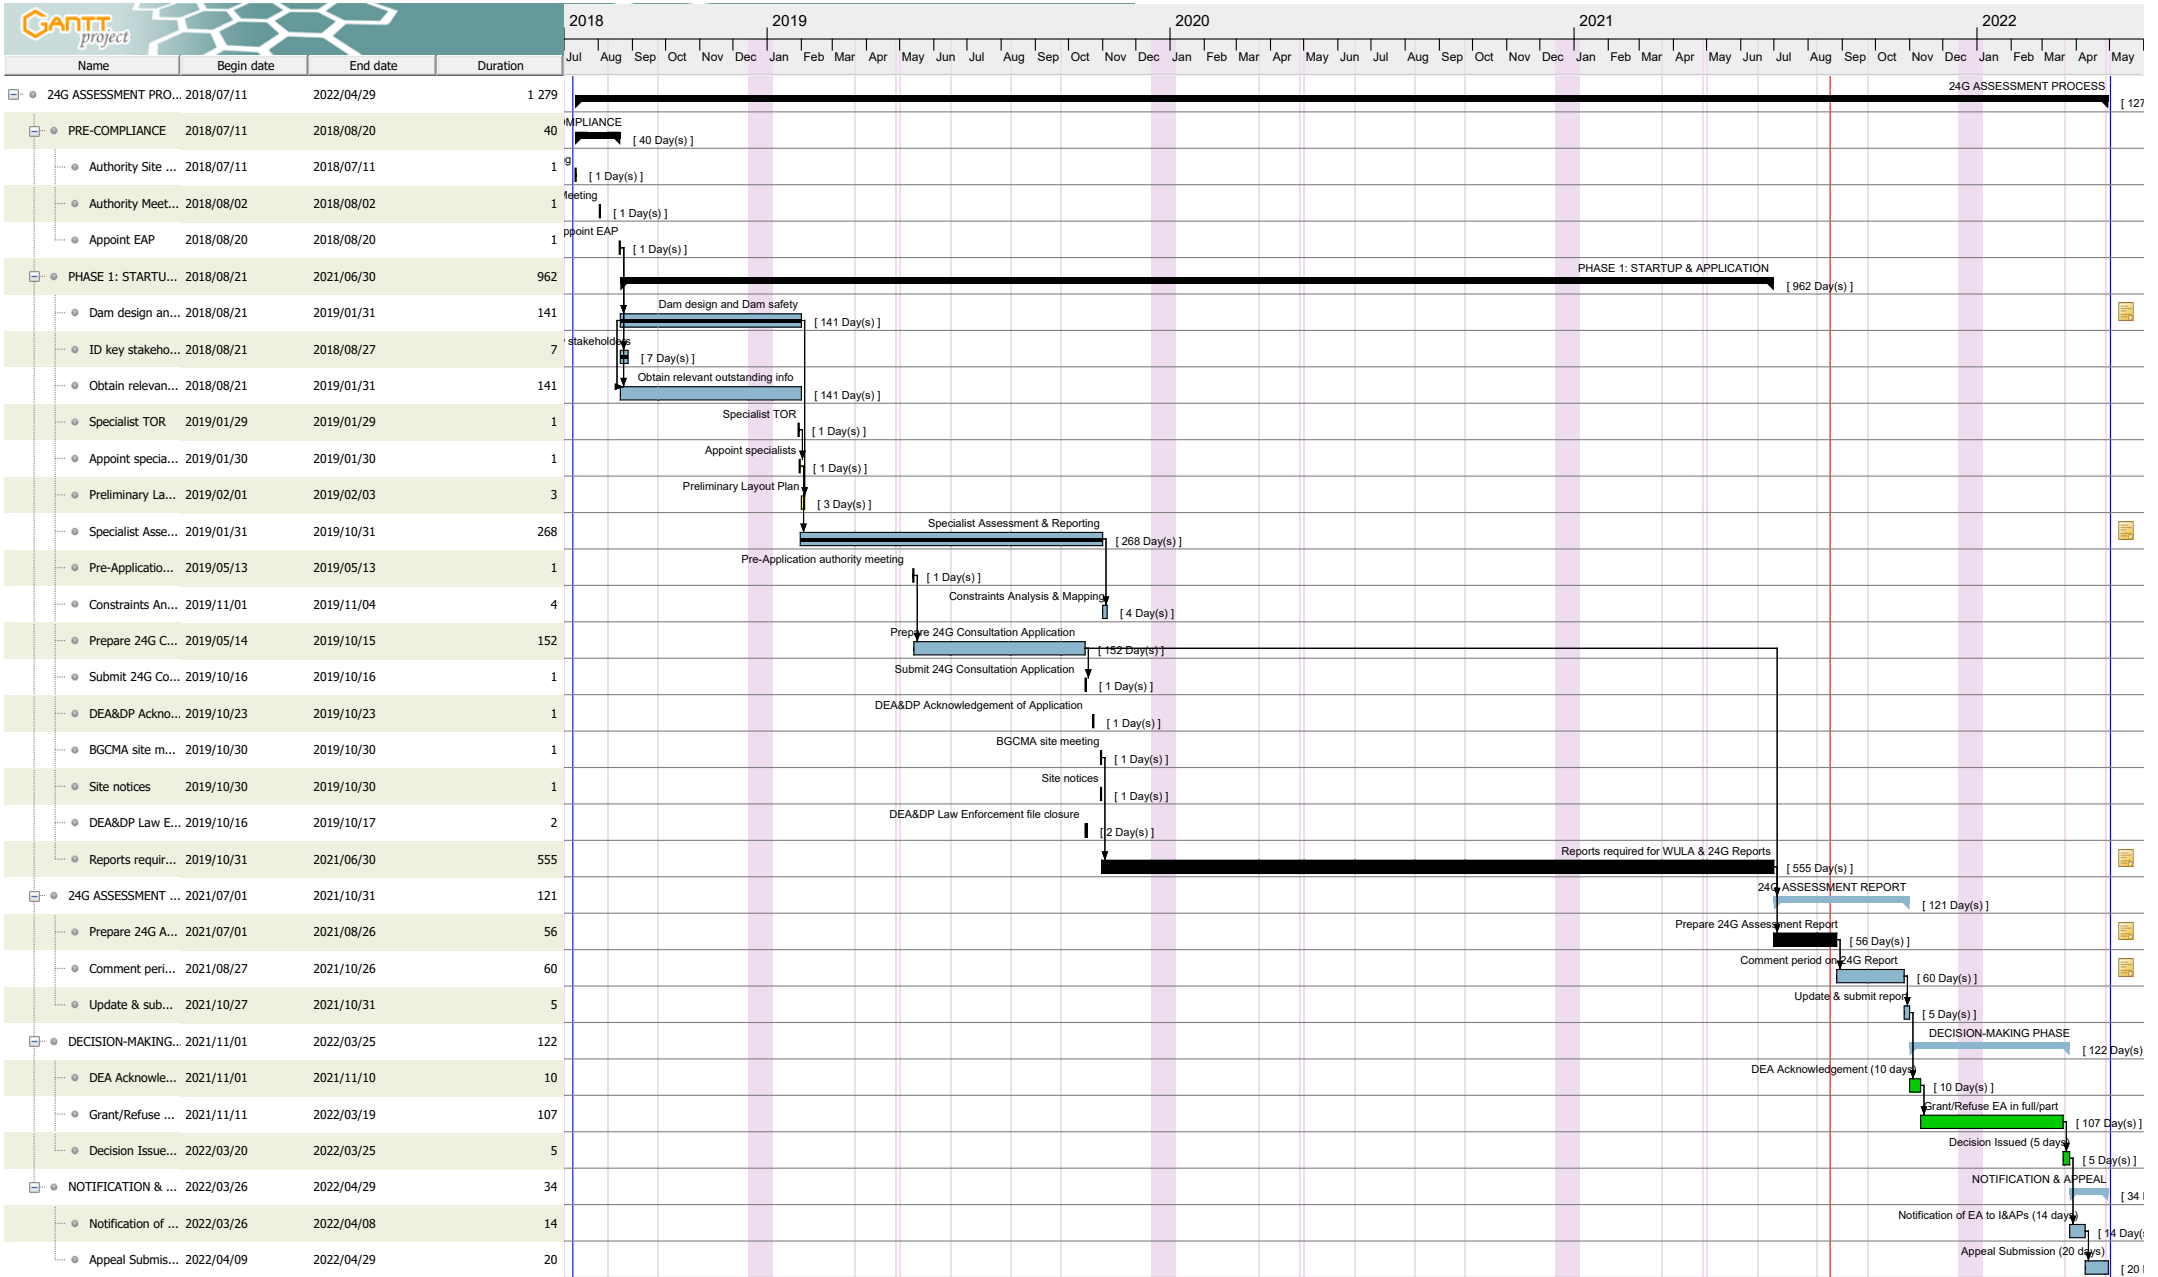 GANTT
project
2018 2019 2020 2021 2022
Name Begin date End date Duration
Jul Aug Sep Oct Nov Dec Jan Feb Mar Apr May Jun Jul Aug Sep Oct Nov Dec Jan Feb Mar Apr May Jun Jul Aug Sep Oct Nov Dec Jan Feb Mar Apr May Jun Jul Aug Sep Oct Nov Dec Jan Feb Mar Apr May
24G ASSESSMENT PRO... 2018/07/11 2022/04/29 1 279
24G ASSESSMENT PROCESS
[ 127
PRE-COMPLIANCE 2018/07/11 2018/08/20 40
MPLIANCE
[ 40 Day(s) ]
Authority Site ... 2018/07/11 2018/07/11 1
g
[ 1 Day(s) ]
Authority Meet... 2018/08/02 2018/08/02 1
Meeting
[ 1 Day(s) ]
Appoint EAP 2018/08/20 2018/08/20 1
ppoint EAP
[ 1 Day(s) ]
PHASE 1: STARTU... 2018/08/21 2021/06/30 962
PHASE 1: STARTUP & APPLICATION
[ 962 Day(s) ]
Dam design an... 2018/08/21 2019/01/31 141
Dam design and Dam safety
[ 141 Day(s) ]
ID key stakeho... 2018/08/21 2018/08/27 7
stakeholders
[ 7 Day(s) ]
Obtain relevan... 2018/08/21 2019/01/31 141
Obtain relevant outstanding info
[ 141 Day(s) ]
Specialist TOR 2019/01/29 2019/01/29 1
Specialist TOR
[ 1 Day(s) ]
Appoint specia... 2019/01/30 2019/01/30 1
Appoint specialists
[ 1 Day(s) ]
Preliminary La... 2019/02/01 2019/02/03 3
Preliminary Layout Plan
[ 3 Day(s) ]
Specialist Asse... 2019/01/31 2019/10/31 268
Specialist Assessment & Reporting
[ 268 Day(s) ]
Pre-Applicatio... 2019/05/13 2019/05/13 1
Pre-Application authority meeting
[ 1 Day(s) ]
Constraints An... 2019/11/01 2019/11/04 4
Constraints Analysis & Mapping
[ 4 Day(s) ]
Prepare 24G C... 2019/05/14 2019/10/15 152
Prepare 24G Consultation Application
[ 152 Day(s) ]
Submit 24G Co... 2019/10/16 2019/10/16 1
Submit 24G Consultation Application
[ 1 Day(s) ]
DEA&DP Ackno... 2019/10/23 2019/10/23 1
DEA&DP Acknowledgement of Application
[ 1 Day(s) ]
BGCMA site m... 2019/10/30 2019/10/30 1
BGCMA site meeting
[ 1 Day(s) ]
Site notices 2019/10/30 2019/10/30 1
Site notices
[ 1 Day(s) ]
DEA&DP Law E... 2019/10/16 2019/10/17 2
DEA&DP Law Enforcement file closure
[ 2 Day(s) ]
Reports requir... 2019/10/31 2021/06/30 555
Reports required for WULA & 24G Reports
[ 555 Day(s) ]
24G ASSESSMENT ... 2021/07/01 2021/10/31 121
24G ASSESSMENT REPORT
[ 121 Day(s) ]
Prepare 24G A... 2021/07/01 2021/08/26 56
Prepare 24G Assessment Report
[ 56 Day(s) ]
Comment peri... 2021/08/27 2021/10/26 60
Comment period on 24G Report
[ 60 Day(s) ]
Update & sub... 2021/10/27 2021/10/31 5
Update & submit report
[ 5 Day(s) ]
DECISION-MAKING... 2021/11/01 2022/03/25 122
DECISION-MAKING PHASE
[ 122 Day(s)
DEA Acknowle... 2021/11/01 2021/11/10 10
DEA Acknowledgement (10 days)
[ 10 Day(s) ]
Grant/Refuse ... 2021/11/11 2022/03/19 107
Grant/Refuse EA in full/part
[ 107 Day(s) ]
Decision Issue... 2022/03/20 2022/03/25 5
Decision Issued (5 days)
[ 5 Day(s) ]
NOTIFICATION & ... 2022/03/26 2022/04/29 34
NOTIFICATION & APPEAL
[ 34
Notification of ... 2022/03/26 2022/04/08 14
Notification of EA to I&APs (14 days)
[ 14 Day(s
Appeal Submis... 2022/04/09 2022/04/29 20
Appeal Submission (20 days)
[ 20